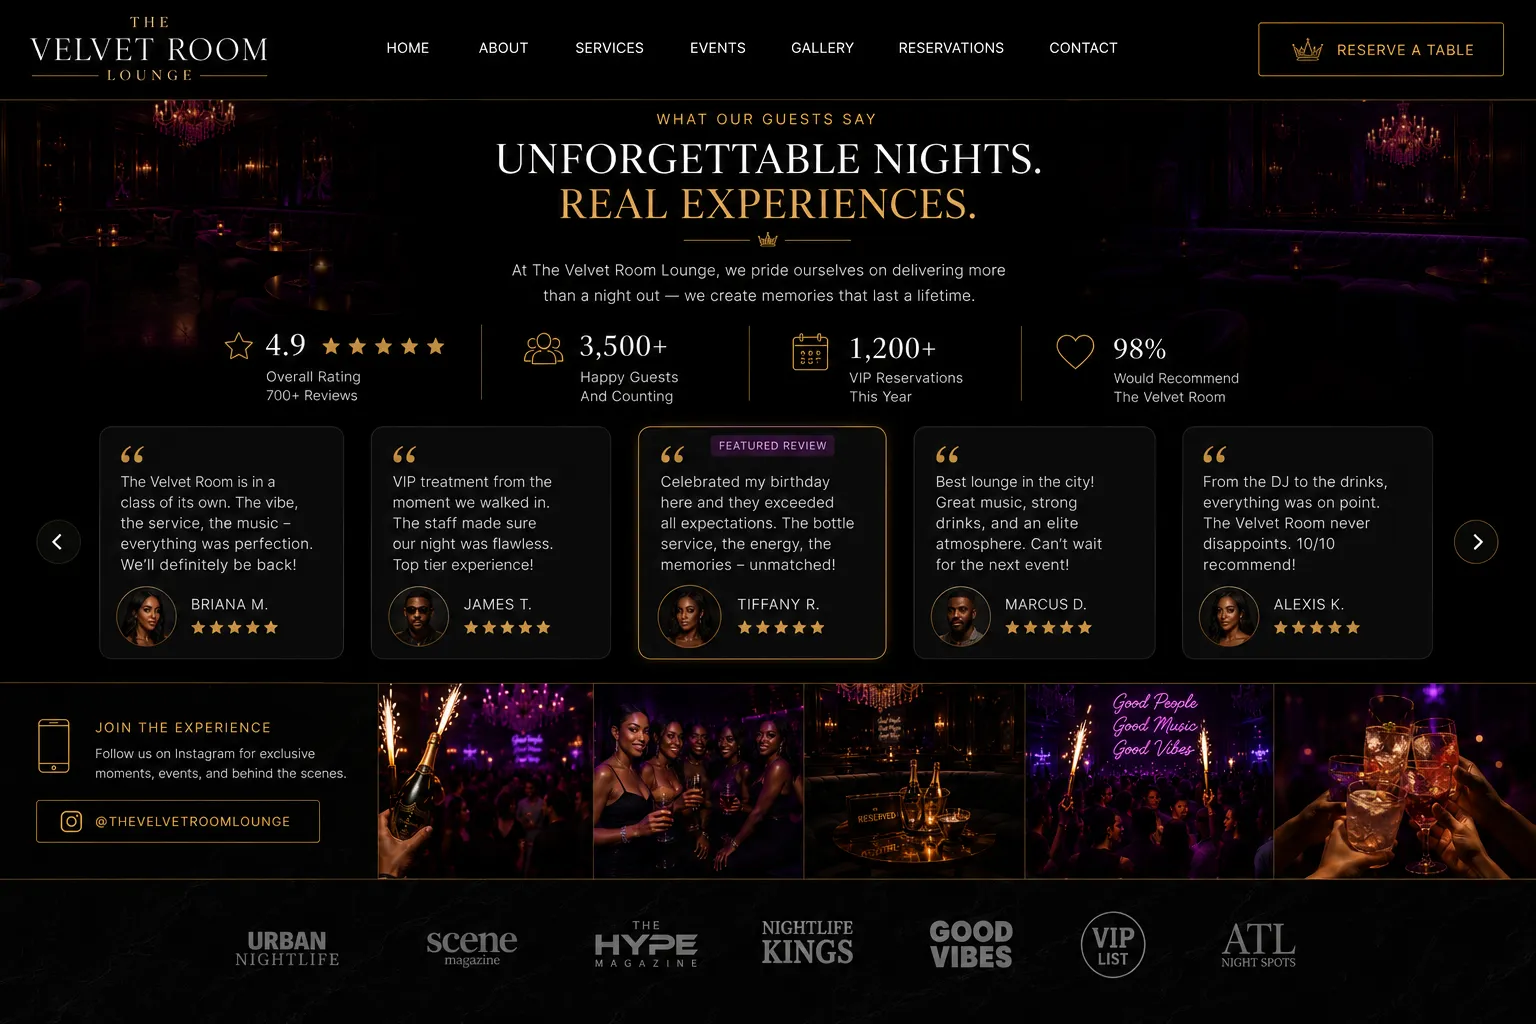 THE
VELVET ROOM
LOUNGE
HOME
ABOUT
SERVICES
EVENTS
GALLERY
RESERVATIONS
CONTACT
RESERVE A TABLE
WHAT OUR GUESTS SAY
UNFORGETTABLE NIGHTS.
REAL EXPERIENCES.
At The Velvet Room Lounge, we pride ourselves on delivering more
than a night out — we create memories that last a lifetime.
4.9
Overall Rating
700+ Reviews
3,500+
Happy Guests
And Counting
1,200+
VIP Reservations
This Year
98%
Would Recommend
The Velvet Room
“
The Velvet Room is in a
class of its own. The vibe,
the service, the music –
everything was perfection.
We’ll definitely be back!
BRIANA M.
“
VIP treatment from the
moment we walked in.
The staff made sure
our night was flawless.
Top tier experience!
JAMES T.
FEATURED REVIEW
“
Celebrated my birthday
here and they exceeded
all expectations. The bottle
service, the energy, the
memories – unmatched!
TIFFANY R.
“
Best lounge in the city!
Great music, strong
drinks, and an elite
atmosphere. Can’t wait
for the next event!
MARCUS D.
“
From the DJ to the drinks,
everything was on point.
The Velvet Room never
disappoints. 10/10
recommend!
ALEXIS K.
JOIN THE EXPERIENCE
Follow us on Instagram for exclusive
moments, events, and behind the scenes.
@THEVELVETROOMLOUNGE
RESERVED
Good People
Good Music
Good Vibes
URBAN
NIGHTLIFE
scene
magazine
THE
HYPE
MAGAZINE
NIGHTLIFE
KINGS
GOOD
VIBES
VIP
LIST
ATL
NIGHT SPOTS